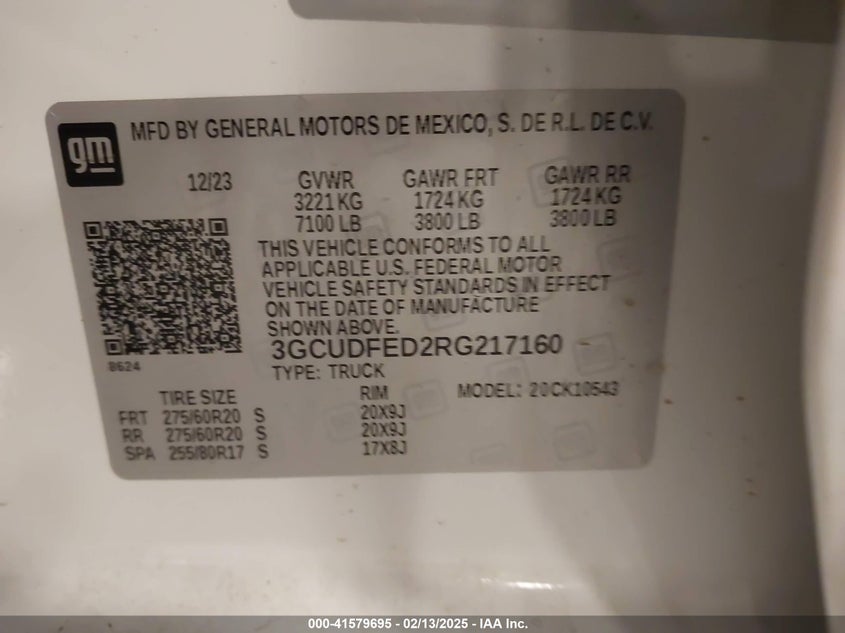 gm
MFD BY GENERAL MOTORS DE MEXICO, S. DE R.L. DE C.V.
12/23 GVWR GAWR FRT GAWR RR
3221 KG 1724 KG 1724 KG
7100 LB 3800 LB 3800 LB
THIS VEHICLE CONFORMS TO ALL
APPLICABLE U.S. FEDERAL MOTOR
VEHICLE SAFETY STANDARDS IN EFFECT
ON THE DATE OF MANUFACTURE
SHOWN ABOVE.
3GCUDFED2RG217160
8624
TYPE: TRUCK
TIRE SIZE RIM MODEL: 20CK10543
FRT 275/60R20 S 20X9J
RR 275/60R20 S 20X9J
SPA 255/80R17 S 17X8J
000-41579695 - 02/13/2025 - IAA Inc.